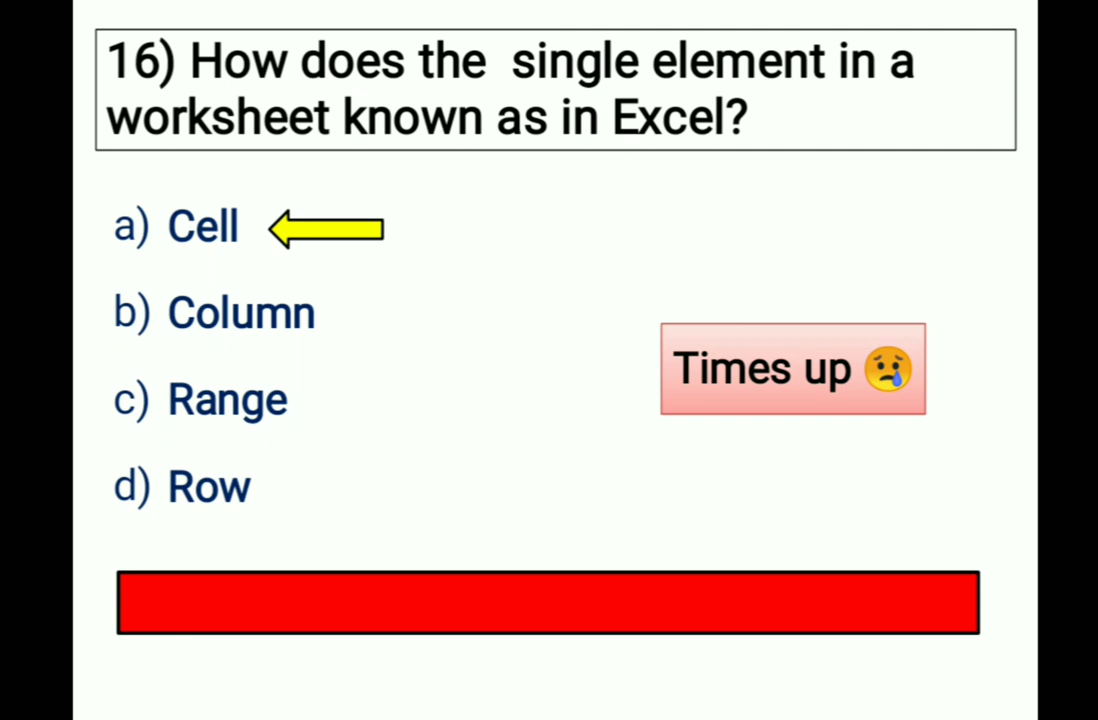 16) How does the single element in a
worksheet known as in Excel?
a) Cell
b) Column
c) Range
d) Row
Times up 😢